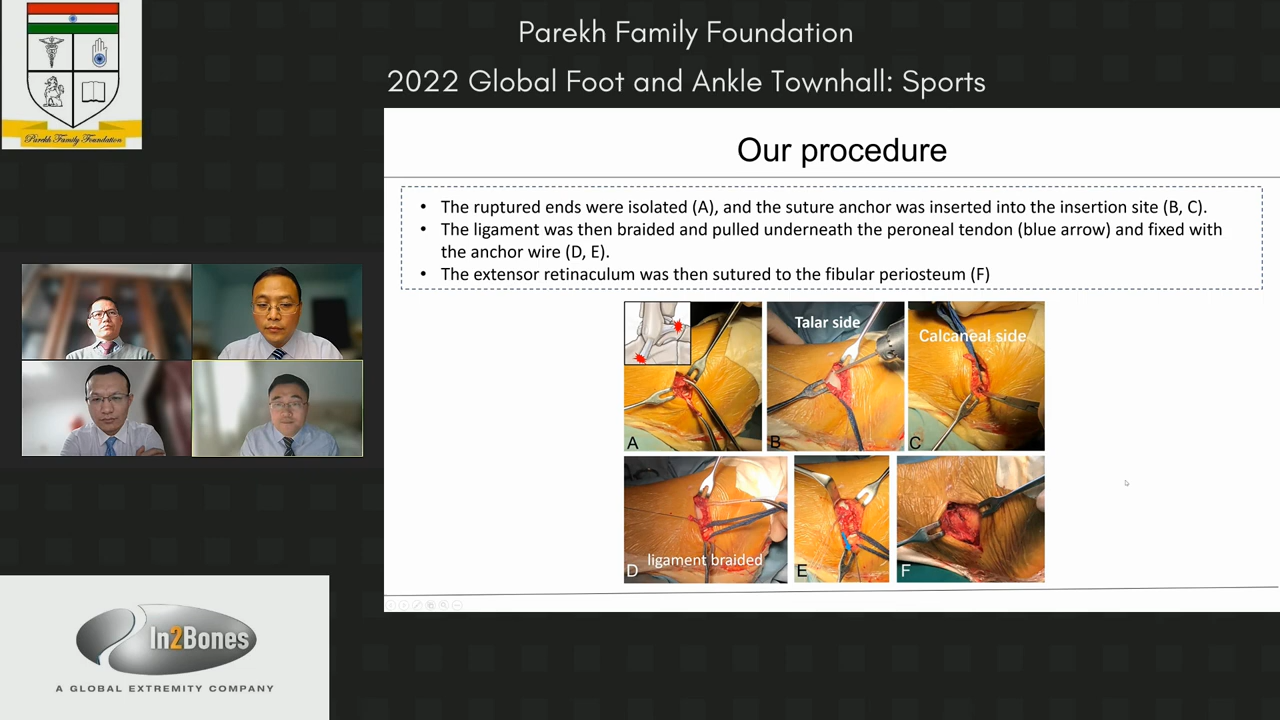 Parekh Family Foundation
2022 Global Foot and Ankle Townhall: Sports
Parekh Family Foundation
Our procedure
• The ruptured ends were isolated (A), and the suture anchor was inserted into the insertion site (B, C).
• The ligament was then braided and pulled underneath the peroneal tendon (blue arrow) and fixed with
the anchor wire (D, E).
• The extensor retinaculum was then sutured to the fibular periosteum (F)
A
Talar side
B
Calcaneal side
C
D
ligament braided
E
F
In2Bones
A GLOBAL EXTREMITY COMPANY